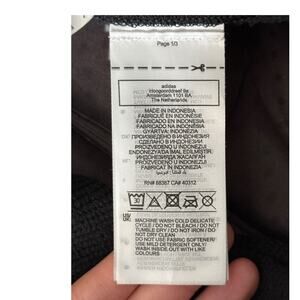 Page 1/3
adidas
Hoogoorddreef 9a
Amsterdam 1101 BA
The Netherlands
MADE IN INDONESIA
FABRIQUÉ EN INDONÉSIE
FABRICADO EN INDONESIA
FABRICADO NA INDONÉSIA
GYÁRTVA: INDONÉZIA
ПРОИЗВЕДЕНО В ИНДОНЕЗИЯ
СДЕЛАНО В ИНДОНЕЗИИ
PROIZVEDENO U INDONEZIJI
ENDONEZYA'DA İMAL EDİLMİŞTİR
ИНДОНЕЗИЯДА ЖАСАЛҒАН
PROIZVEDENO U INDONEZIJI
FABRICAT IN INDONEZIA
RN# 88387 CA# 40312
30
MACHINE WASH COLD DELICATE
CYCLE / DO NOT BLEACH / DO NOT
TUMBLE DRY / DO NOT IRON / DO
NOT DRY CLEAN
DO NOT USE FABRIC SOFTENER/
USE MILD DETERGENT ONLY/
WASH INSIDE OUT WITH LIKE
COLOURS